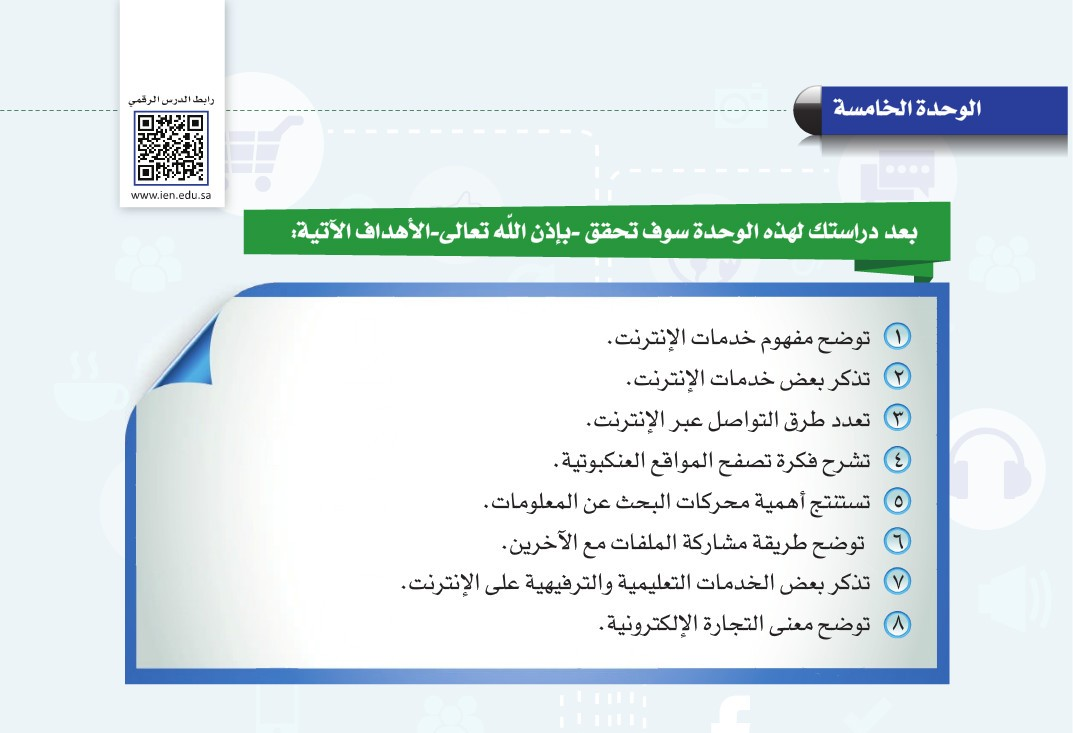 رابط الدرس الرقمي
www.ien.edu.sa
الوحدة الخامسة
بعد دراستك لهذه الوحدة سوف تحقق -بإذن الله تعالى-الأهداف الآتية:
١ توضح مفهوم خدمات الإنترنت.
٢ تذكر بعض خدمات الإنترنت.
٣ تعدد طرق التواصل عبر الإنترنت.
٤ تشرح فكرة تصفح المواقع العنكبوتية.
٥ تستنتج أهمية محركات البحث عن المعلومات.
٦ توضح طريقة مشاركة الملفات مع الآخرين.
٧ تذكر بعض الخدمات التعليمية والترفيهية على الإنترنت.
٨ توضح معنى التجارة الإلكترونية.